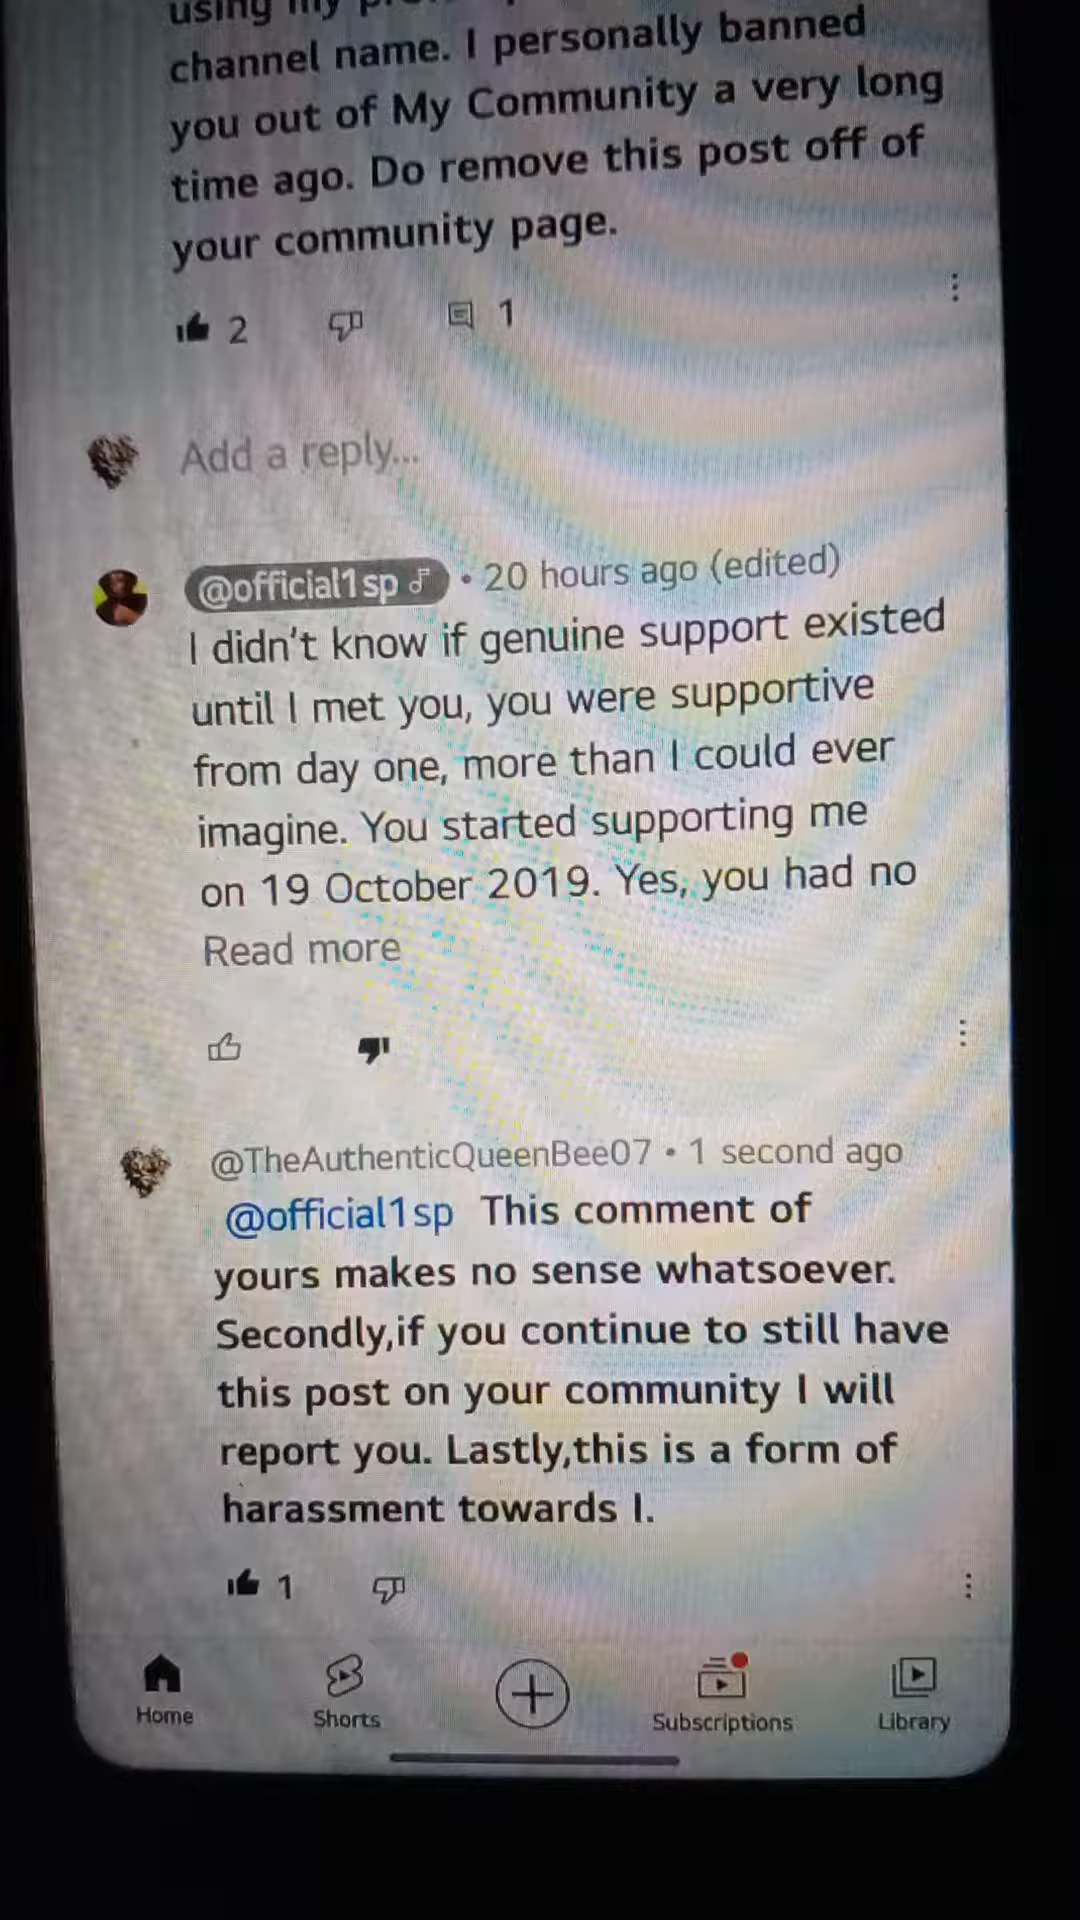 using my
channel name. I personally banned
you out of My Community a very long
time ago. Do remove this post off of
your community page.
2 1
Add a reply...
@official1sp • 20 hours ago (edited)
I didn't know if genuine support existed
until I met you, you were supportive
from day one, more than I could ever
imagine. You started supporting me
on 19 October 2019. Yes, you had no
Read more
@TheAuthenticQueenBee07 • 1 second ago
@official1sp This comment of
yours makes no sense whatsoever.
Secondly,if you continue to still have
this post on your community I will
report you. Lastly,this is a form of
harassment towards I.
1
Home Shorts Subscriptions Library